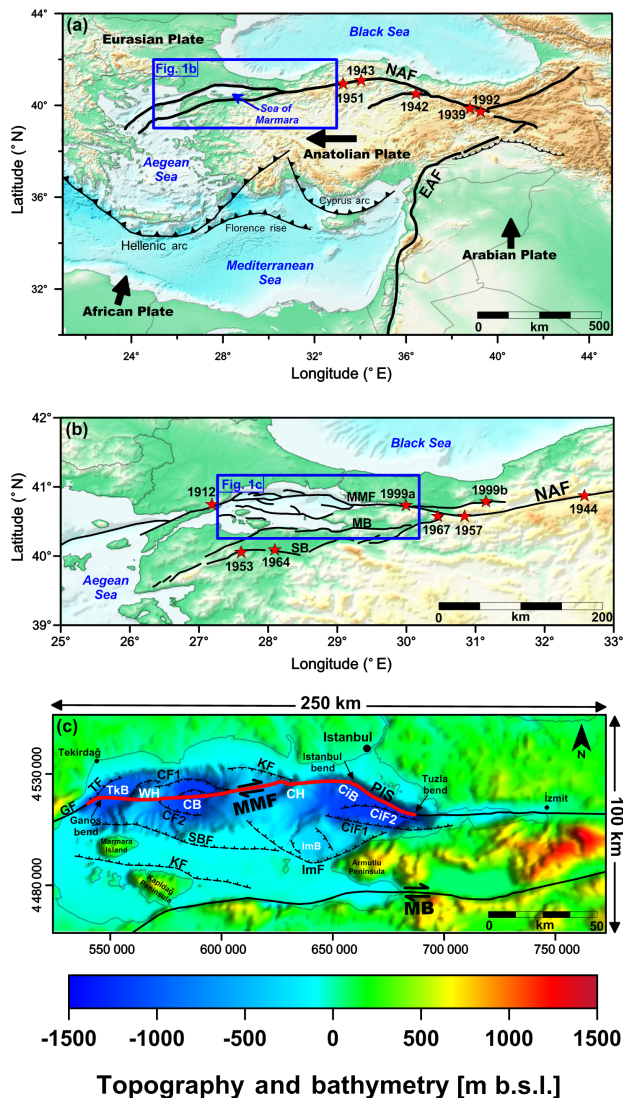 (a)
Eurasian Plate
Black Sea
Fig. 1b
NAF
1943
1951
1942
1992
1939
Sea of
Marmara
Anatolian Plate
Aegean
Sea
EAF
Cyprus arc
Florence rise
Hellenic arc
Mediterranean
Sea
Arabian Plate
African Plate
0 km 500
40°
36°
32°
Latitude (°N)
24° 28° 32° 36° 40° 44°
Longitude (°E)
(b)
Black Sea
Fig. 1c
1912
MMF
1999a
1999b
NAF
1944
MB
1967
1957
SB
1953
1964
Aegean
Sea
0 km 200
42°
41°
40°
39°
Latitude (°N)
25° 26° 27° 28° 29° 30° 31° 32° 33°
Longitude (°E)
250 km
(c)
Istanbul
Tekirdağ
KF
Istanbul
bend
N
TF
CF1
TkB
WH
CB
MMF
CH
CiB
PIS
Tuzla
bend
İzmit
GF
Ganos
bend
CF2
CiF2
CiF1
SBF
ImB
ImF
Marmara
Island
KF
Kapıdağ
Peninsula
Armutlu
Peninsula
MB
0 50
100 km
4 530 000
4 480 000
550 000 600 000 650 000 700 000 750 000
-1500 -1000 -500 0 500 1000 1500
Topography and bathymetry [m b.s.l.]